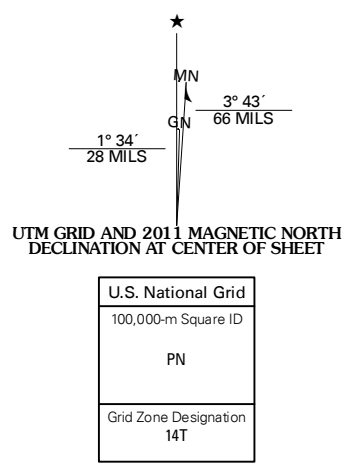 ★
MN
3° 43´
66 MILS
GN
1° 34´
28 MILS
UTM GRID AND 2011 MAGNETIC NORTH
DECLINATION AT CENTER OF SHEET
U.S. National Grid
100,000-m Square ID
PN
Grid Zone Designation
14T